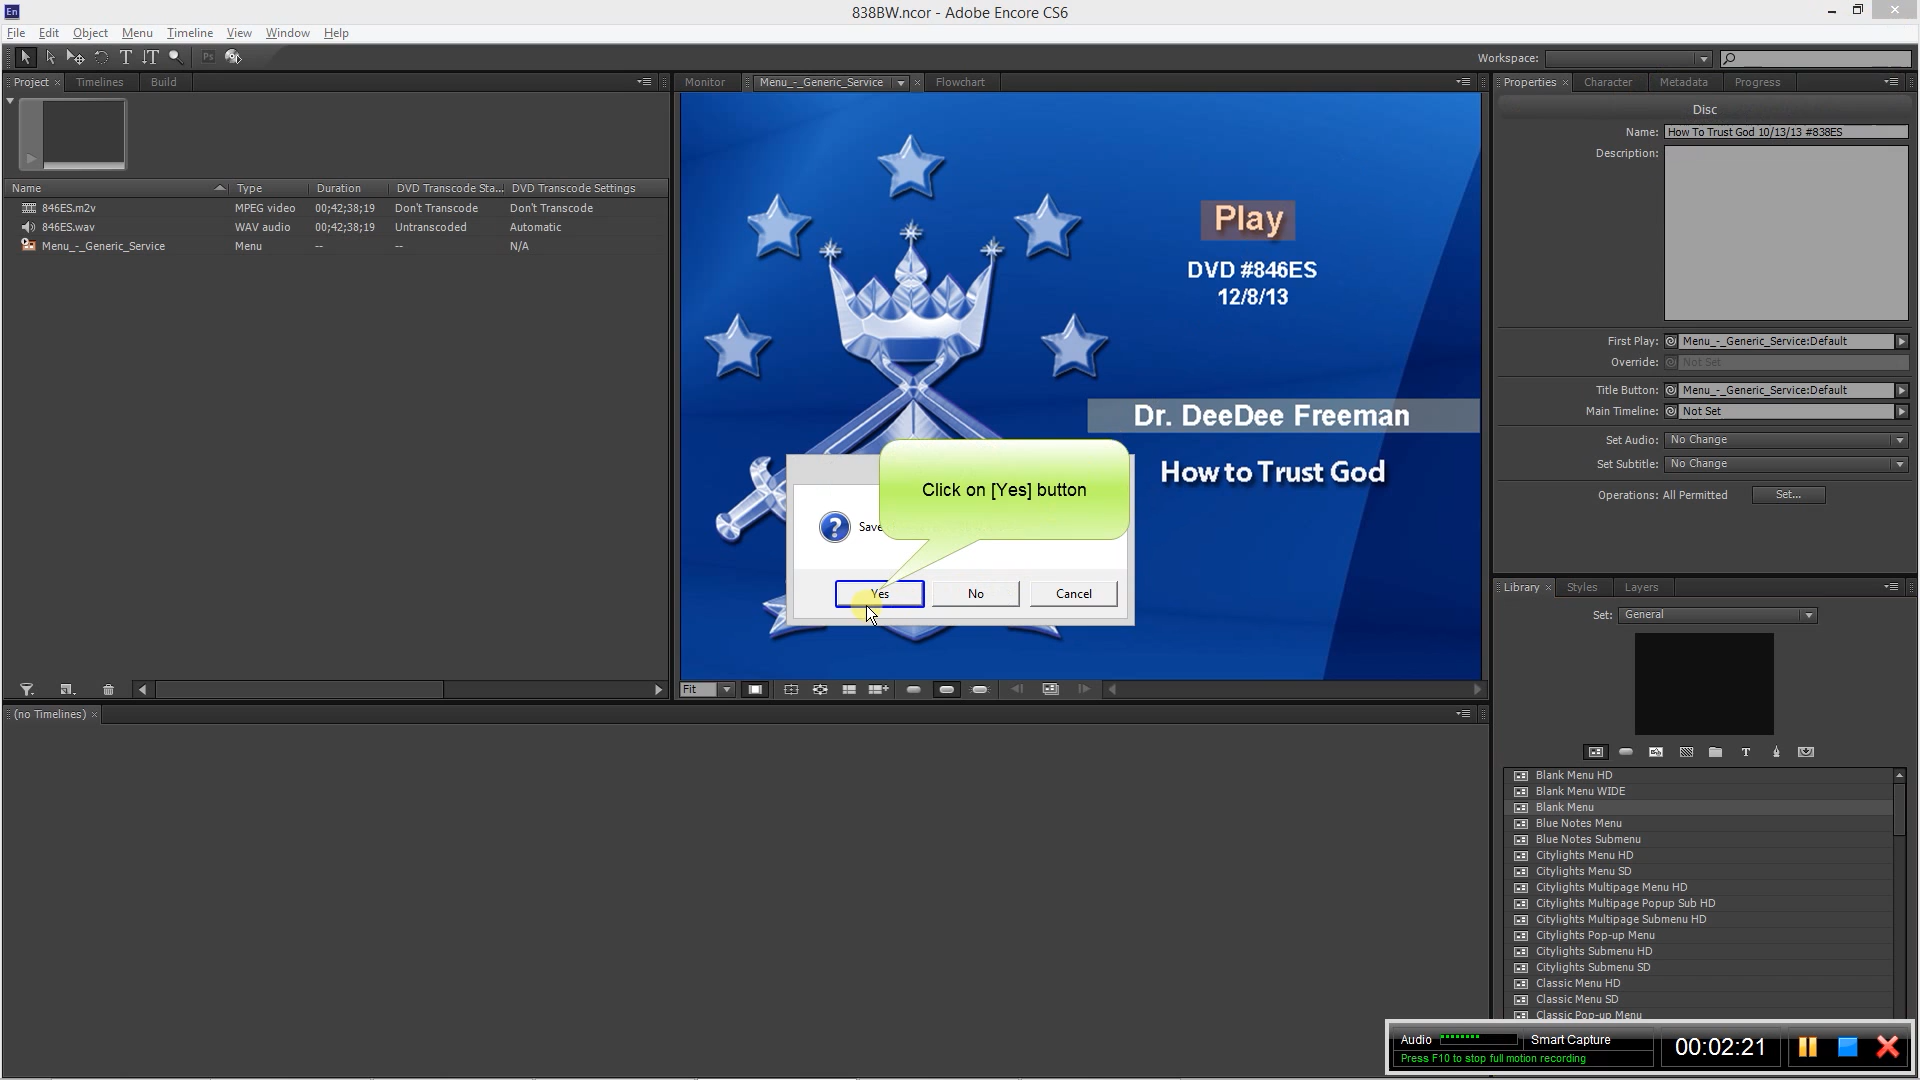 En
838BW.ncor - Adobe Encore CS6
File Edit Object Menu Timeline View Window Help
Ps
Workspace:
Project Timelines Build
Monitor Menu_-_Generic_Service Flowchart
Properties Character Metadata Progress
Disc
Name: How To Trust God 10/13/13 #838ES
Description:
Name Type Duration DVD Transcode Sta... DVD Transcode Settings
846ES.m2v MPEG video 00;42;38;19 Don't Transcode Don't Transcode
846ES.wav WAV audio 00;42;38;19 Untranscoded Automatic
Menu_-_Generic_Service Menu -- -- N/A
Play
DVD #846ES
12/8/13
Dr. DeeDee Freeman
How to Trust God
Click on [Yes] button
Save
Yes No Cancel
First Play: Menu_-_Generic_Service:Default
Override: Not Set
Title Button: Menu_-_Generic_Service:Default
Main Timeline: Not Set
Set Audio: No Change
Set Subtitle: No Change
Operations: All Permitted Set...
Library Styles Layers
Set: General
Fit
(no Timelines)
Blank Menu HD
Blank Menu WIDE
Blank Menu
Blue Notes Menu
Blue Notes Submenu
Citylights Menu HD
Citylights Menu SD
Citylights Multipage Menu HD
Citylights Multipage Popup Sub HD
Citylights Multipage Submenu HD
Citylights Pop-up Menu
Citylights Submenu HD
Citylights Submenu SD
Classic Menu HD
Classic Menu SD
Classic Pop-up Menu
Audio Smart Capture
Press F10 to stop full motion recording
00:02:21